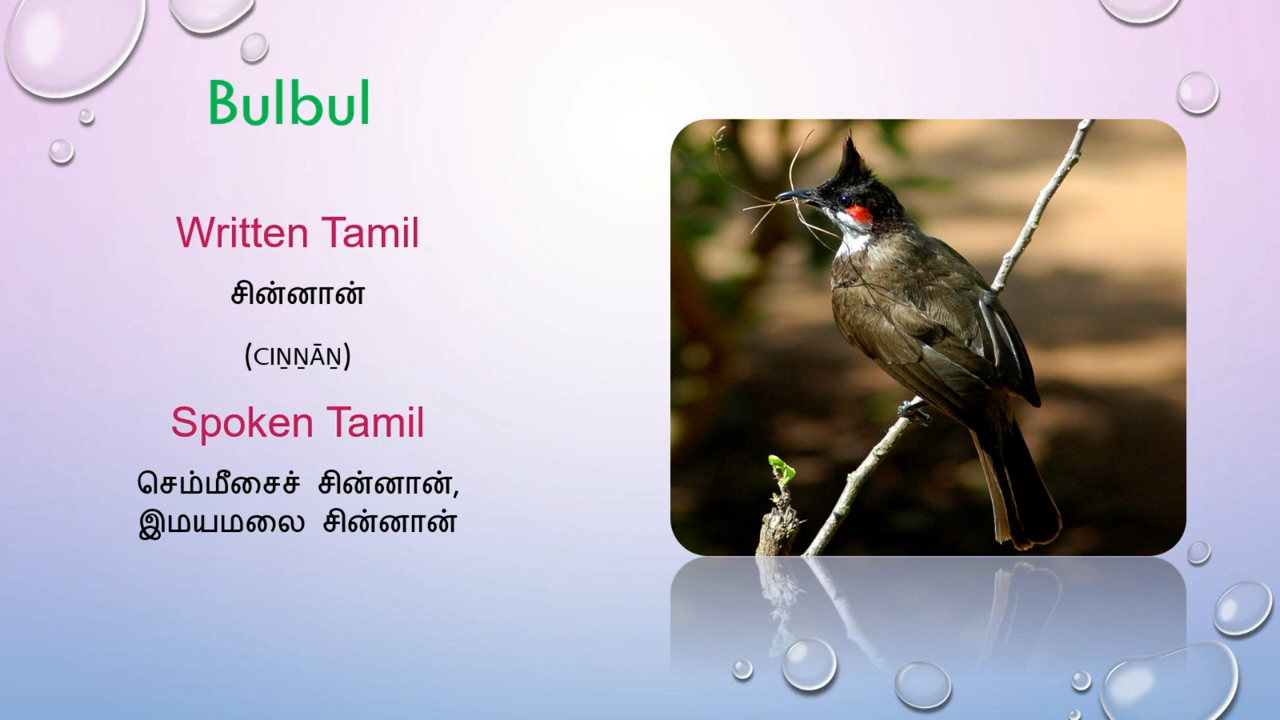 Bulbul
Written Tamil
சின்னான்
(CIṈṈĀṈ)
Spoken Tamil
செம்மீசைச் சின்னான்,
இமயமலை சின்னான்